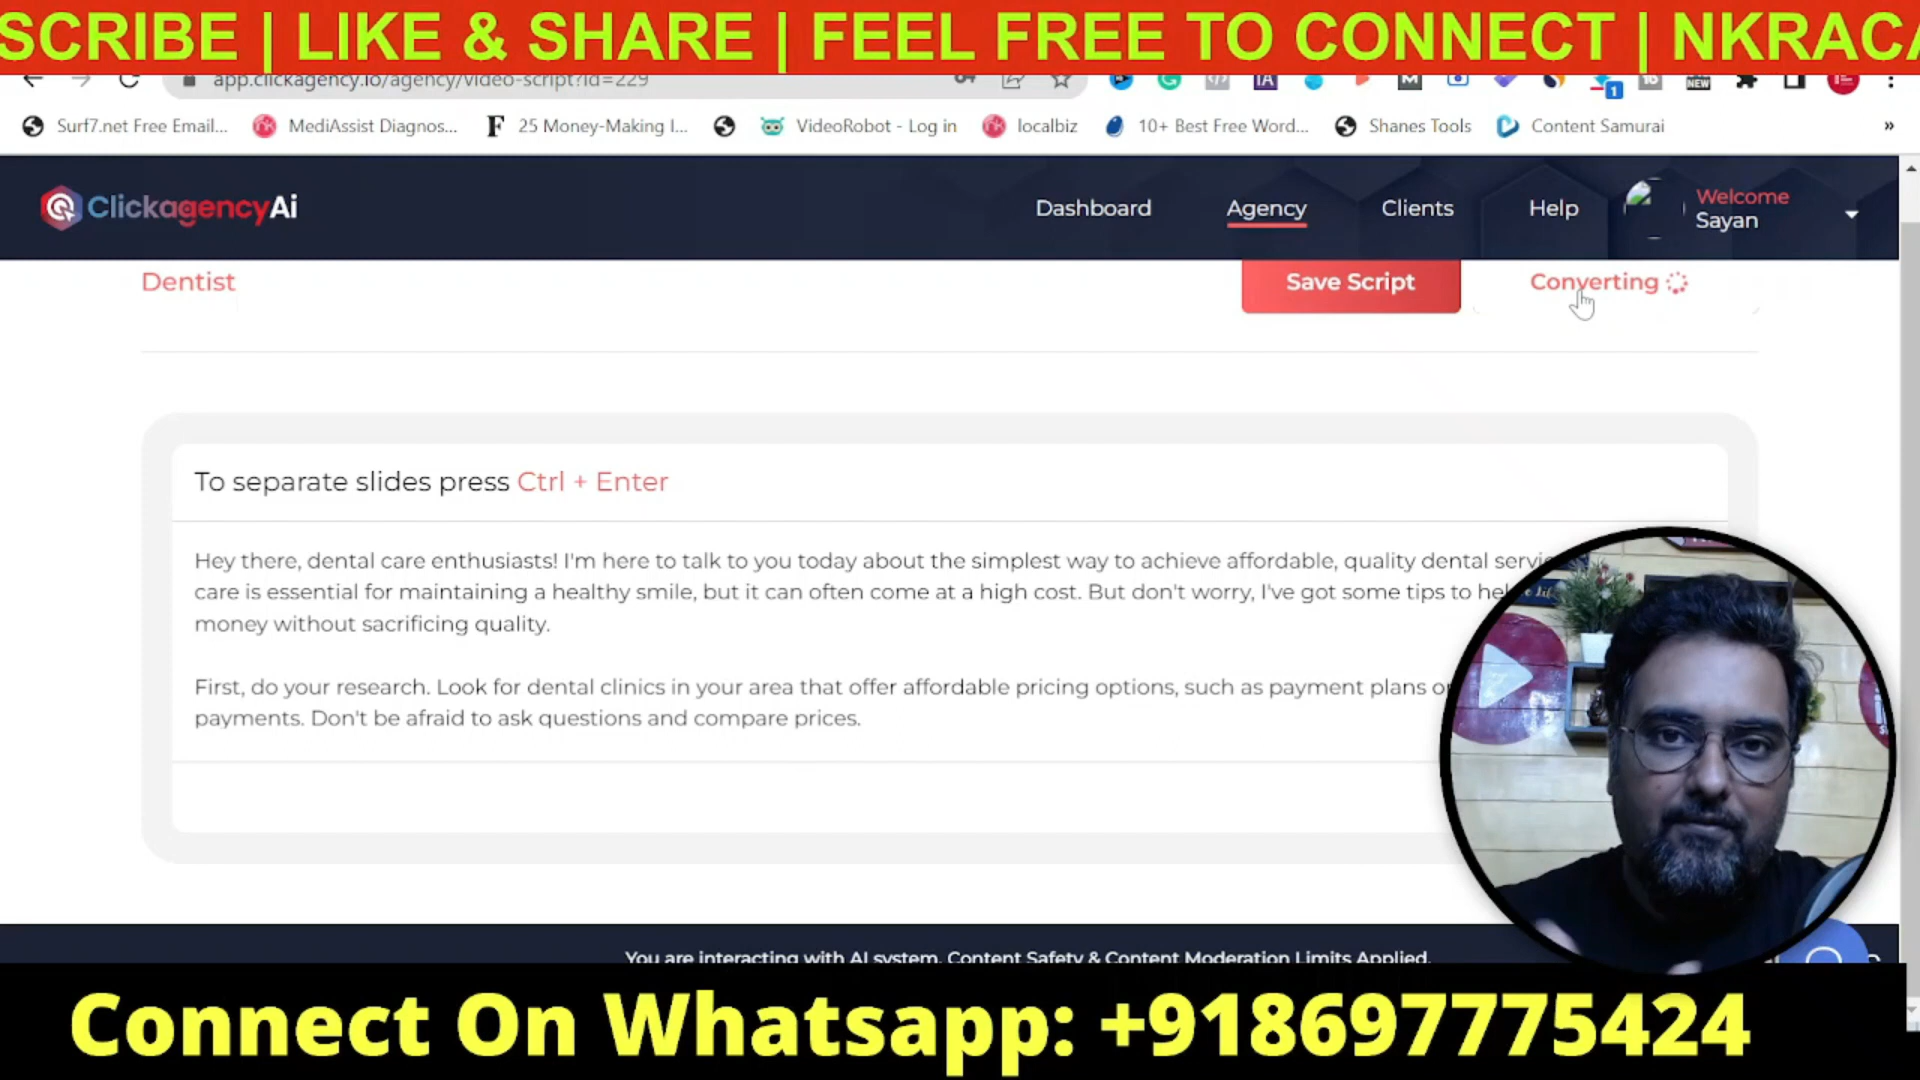 SCRIBE | LIKE & SHARE | FEEL FREE TO CONNECT | NKRACA
app.clickagency.io/agency/video-script?id=229
Surf7.net Free Email... MediAssist Diagnos... 25 Money-Making I... VideoRobot - Log in localbiz 10+ Best Free Word... Shanes Tools Content Samurai »
ClickagencyAi
Dashboard Agency Clients Help Welcome
Sayan
Dentist Save Script Converting
To separate slides press Ctrl + Enter
Hey there, dental care enthusiasts! I'm here to talk to you today about the simplest way to achieve affordable, quality dental
care is essential for maintaining a healthy smile, but it can often come at a high cost. But don't worry, I've got some tips to
money without sacrificing quality.
First, do your research. Look for dental clinics in your area that offer affordable pricing options, such as payment plans
payments. Don't be afraid to ask questions and compare prices.
You are interacting with AI system. Content Safety & Content Moderation Limits Applied.
Connect On Whatsapp: +918697775424